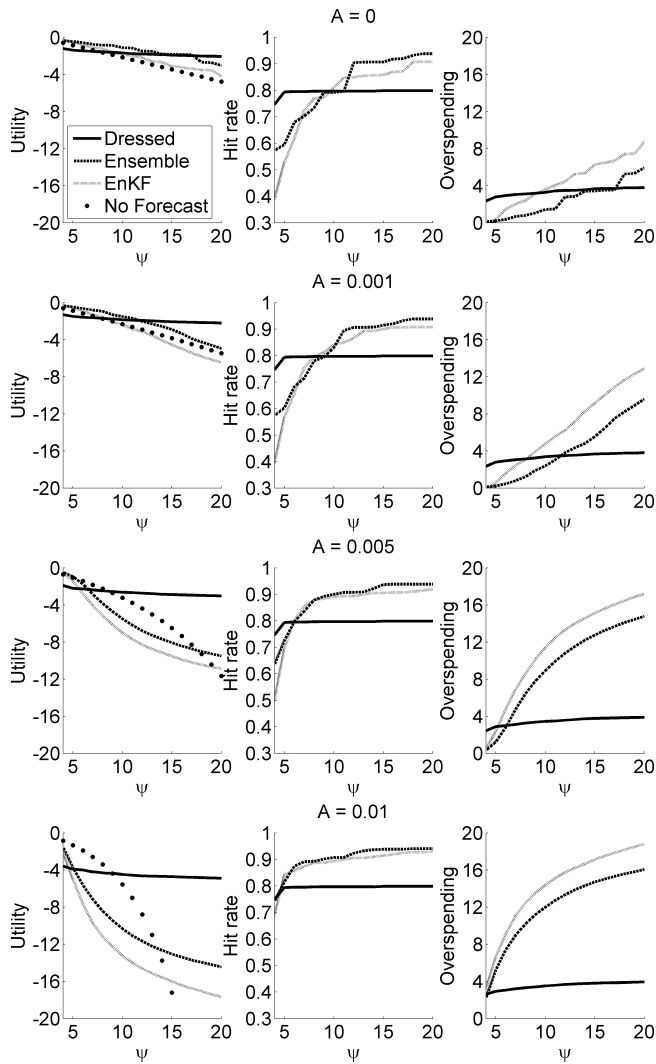 A = 0
0
-4
-8
-12
-16
-20
Utility
5 10 15 20
ψ
Dressed
Ensemble
EnKF
No Forecast
1
0.9
0.8
0.7
0.6
0.5
0.4
0.3
Hit rate
5 10 15 20
ψ
20
16
12
8
4
0
Overspending
5 10 15 20
ψ
A = 0.001
0
-4
-8
-12
-16
-20
Utility
5 10 15 20
ψ
1
0.9
0.8
0.7
0.6
0.5
0.4
0.3
Hit rate
5 10 15 20
ψ
20
16
12
8
4
0
Overspending
5 10 15 20
ψ
A = 0.005
0
-4
-8
-12
-16
-20
Utility
5 10 15 20
ψ
1
0.9
0.8
0.7
0.6
0.5
0.4
0.3
Hit rate
5 10 15 20
ψ
20
16
12
8
4
0
Overspending
5 10 15 20
ψ
A = 0.01
0
-4
-8
-12
-16
-20
Utility
5 10 15 20
ψ
1
0.9
0.8
0.7
0.6
0.5
0.4
0.3
Hit rate
5 10 15 20
ψ
20
16
12
8
4
0
Overspending
5 10 15 20
ψ